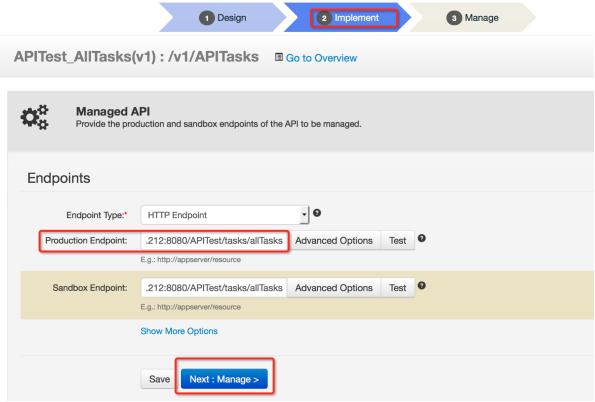 1 Design 2 Implement 3 Manage
APITest_AllTasks(v1) : /v1/APITasks Go to Overview
Managed API
Provide the production and sandbox endpoints of the API to be managed.
Endpoints
Endpoint Type:* HTTP Endpoint ?
Production Endpoint: .212:8080/APITest/tasks/allTasks Advanced Options Test ?
E.g.: http://appserver/resource
Sandbox Endpoint: .212:8080/APITest/tasks/allTasks Advanced Options Test ?
E.g.: http://appserver/resource
Show More Options
Save Next : Manage >